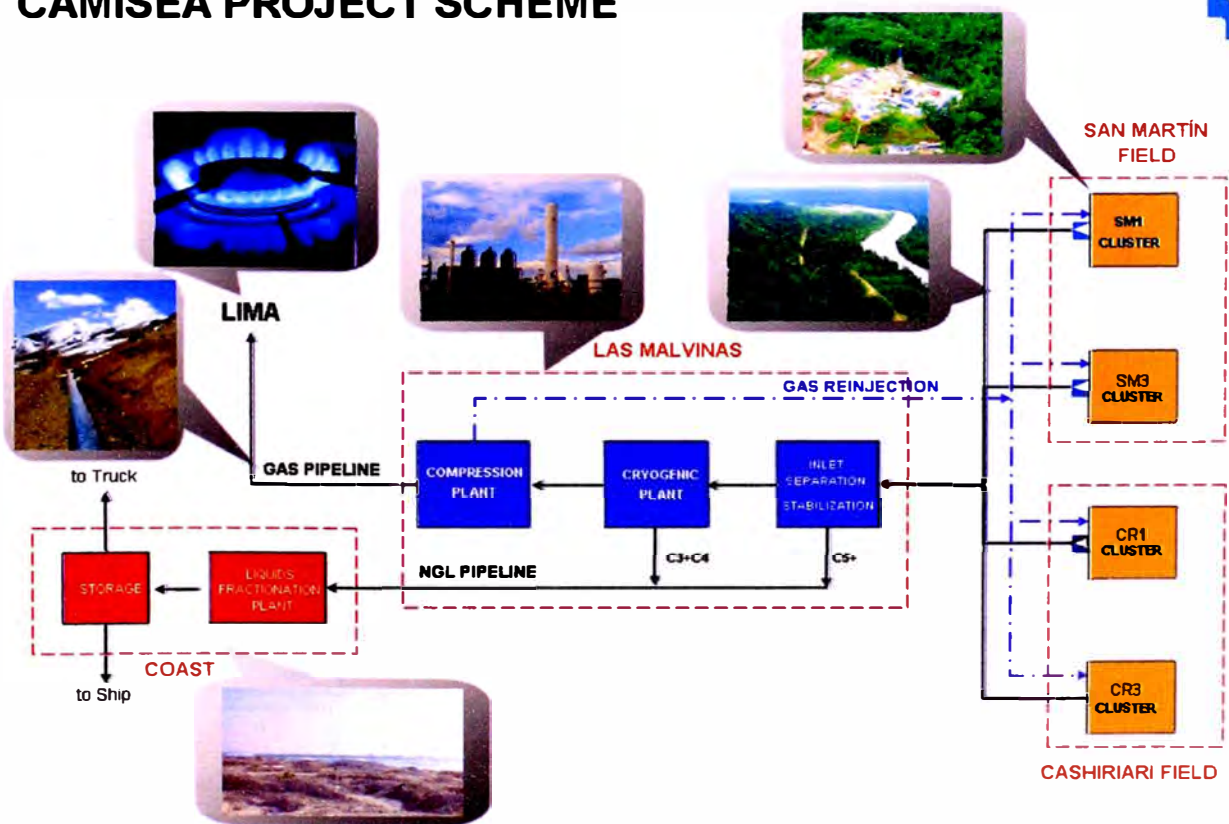 CAMISEA PROJECT SCHEME
SAN MARTÍN
FIELD
SM1
CLUSTER
SM3
CLUSTER
LIMA
LAS MALVINAS
GAS REINJECTION
to Truck
GAS PIPELINE
COMPRESSION
PLANT
CRYOGENIC
PLANT
INLET
SEPARATION
STABILIZATION
CR1
CLUSTER
C3+C4
C5+
NGL PIPELINE
STORAGE
LIQUIDS
FRACTIONATION
PLANT
COAST
to Ship
CR3
CLUSTER
CASHIRIARI FIELD